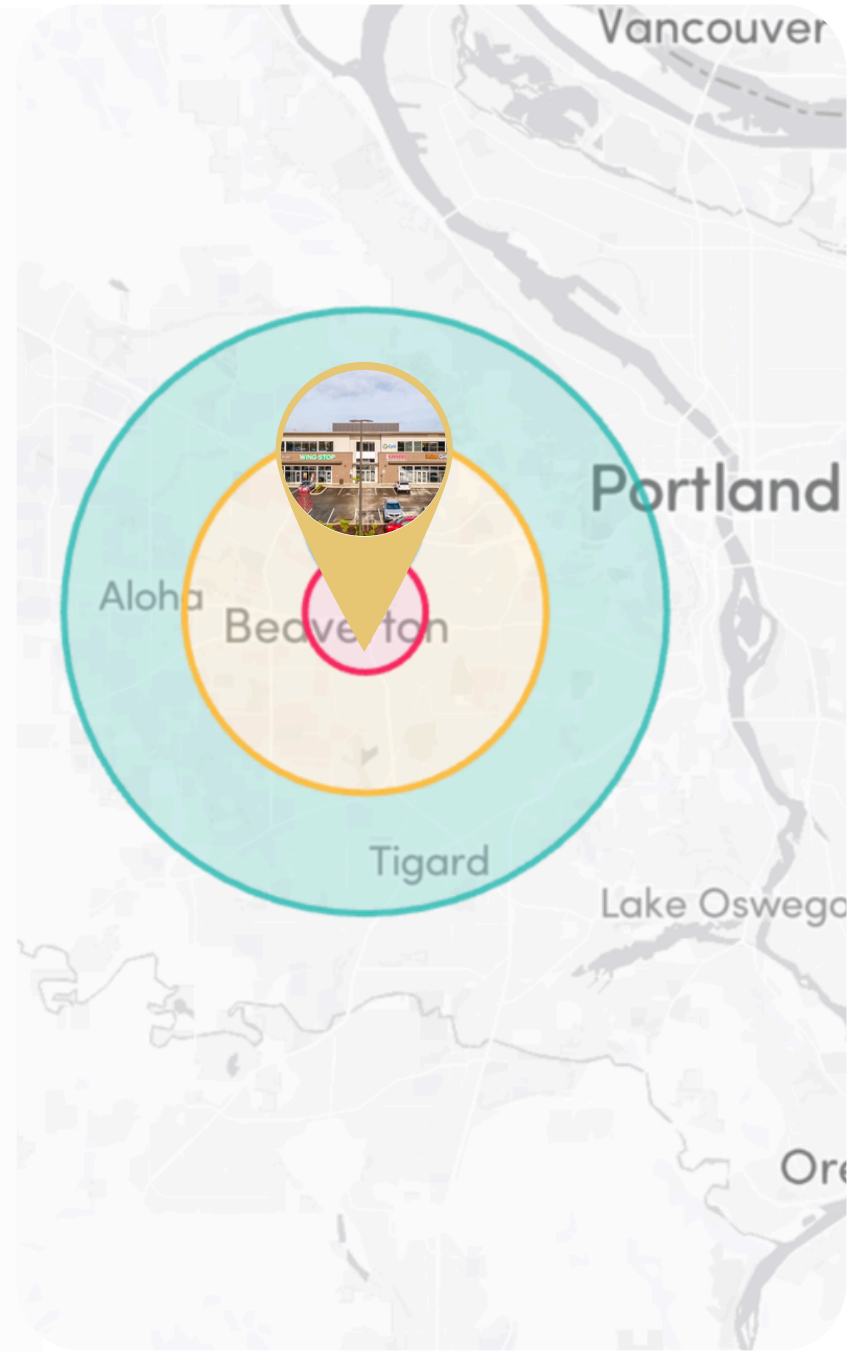 Vancouver
WING STOP
Portland
Aloha
Beaverton
Tigard
Lake Oswego
Ore